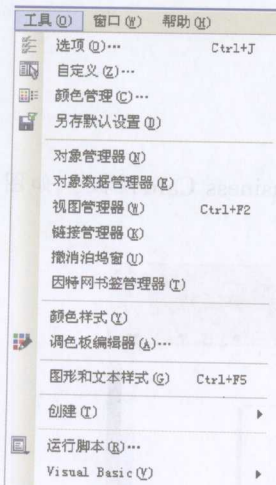 工具(O) 窗口(W) 帮助(H)
选项(O)… Ctrl+J
自定义(Z)…
颜色管理(C)…
另存默认设置(D)
对象管理器(N)
对象数据管理器(E)
视图管理器(W) Ctrl+F2
链接管理器(K)
撤消泊坞窗(U)
因特网书签管理器(I)
颜色样式(Y)
调色板编辑器(A)…
图形和文本样式(G) Ctrl+F5
创建(T)
运行脚本(R)…
Visual Basic(V)